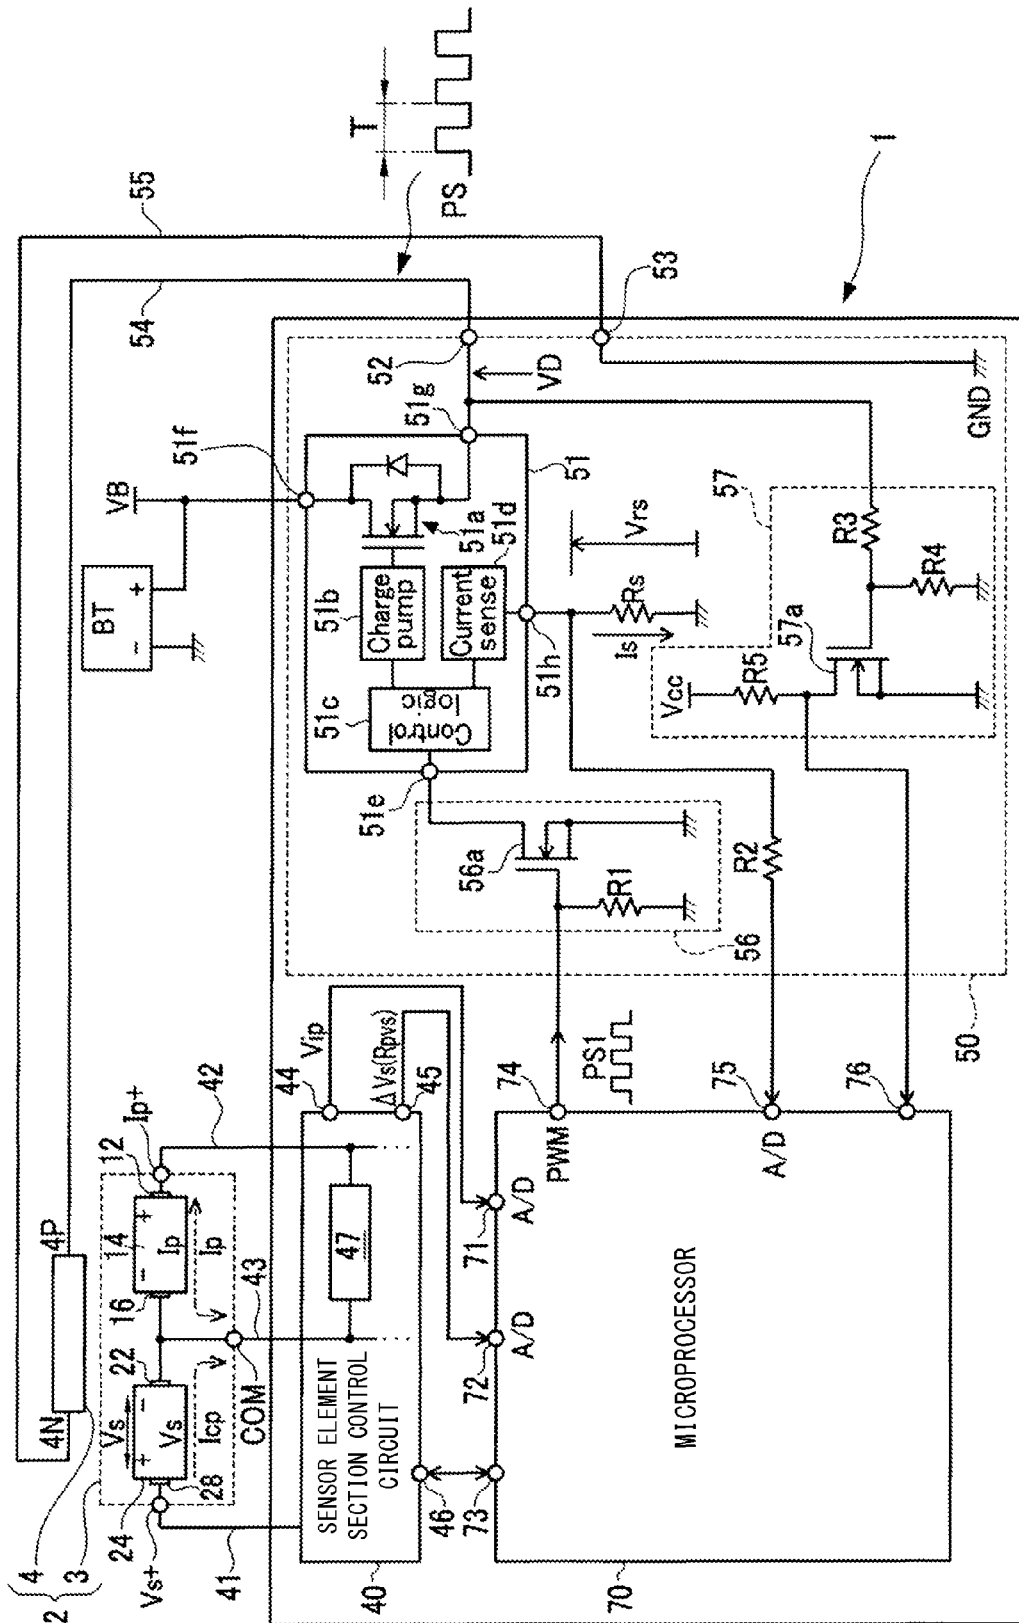 2
4
3
4N
4P
Vs
Vs
24
22
28
Vs+
Icp
COM
16
14
12
Ip
Ip
Ip+
41
43
42
SENSOR ELEMENT
SECTION CONTROL
CIRCUIT
40
47
44
Vip
ΔVs(Rpvs)
45
46
73
72
71
A/D
A/D
MICROPROCESSOR
70
PWM
74
PS1
A/D
75
76
50
56
56a
R1
R2
BT
+
-
VB
51f
51e
51c
Control
logic
51b
Charge
pump
Current
sense
51a
51d
51
51g
51h
Is
Rs
Vrs
Vcc
R5
57a
57
R3
R4
GND
VD
52
53
54
55
PS
T
1